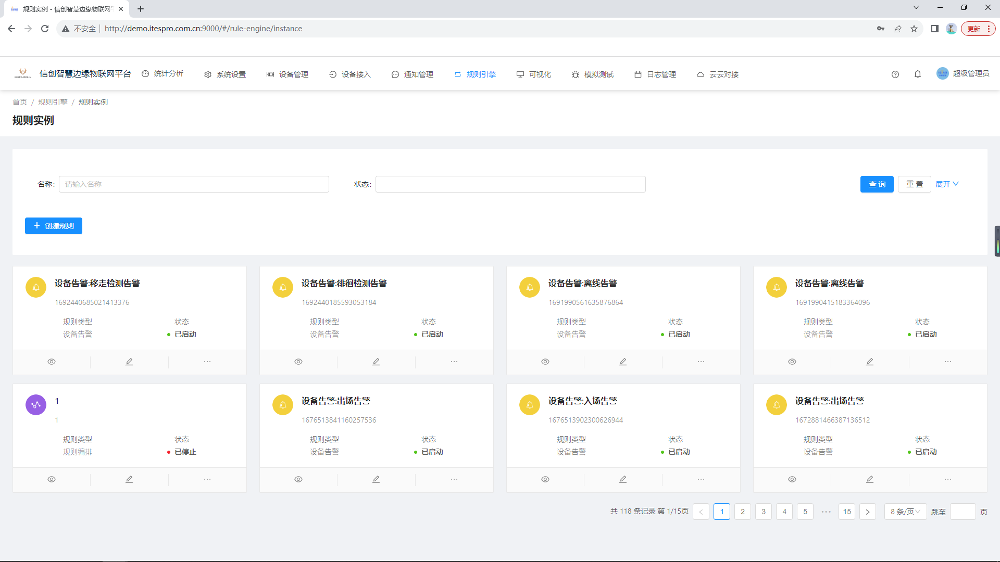 规则实例 - 信创智慧边缘物联网平
不安全 http://demo.itespro.com.cn:9000/#/rule-engine/instance 更新
信创智慧边缘物联网平台 统计分析 系统设置 设备管理 设备接入 通知管理 规则引擎 可视化 模拟测试 日志管理 云云对接 超级管理员
首页 / 规则引擎 / 规则实例
规则实例
名称: 请输入名称 状态: 查 询 重 置 展开
创建规则
设备告警:移走检测告警
1692440685021413376
规则类型 状态
设备告警 已启动
设备告警:徘徊检测告警
1692440185593053184
规则类型 状态
设备告警 已启动
设备告警:离线告警
1691990561635876864
规则类型 状态
设备告警 已启动
设备告警:离线告警
1691990415183364096
规则类型 状态
设备告警 已启动
1
1
规则类型 状态
规则编排 已停止
设备告警:出场告警
1676513841160257536
规则类型 状态
设备告警 已启动
设备告警:入场告警
1676513902300626944
规则类型 状态
设备告警 已启动
设备告警:出场告警
1672881466387136512
规则类型 状态
设备告警 已启动
共 118 条记录 第 1/15页 < 1 2 3 4 5 ••• 15 > 8 条/页 跳至 页